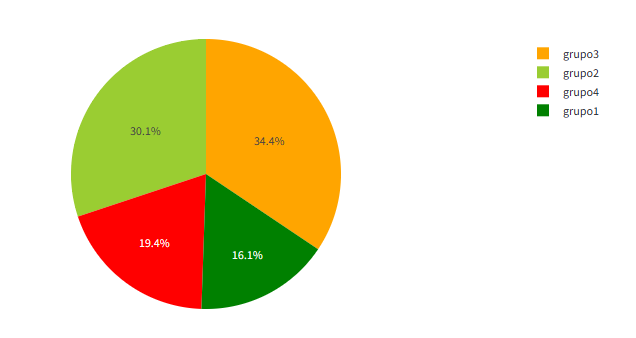 grupo3
grupo2
grupo4
grupo1
30.1%
34.4%
19.4%
16.1%